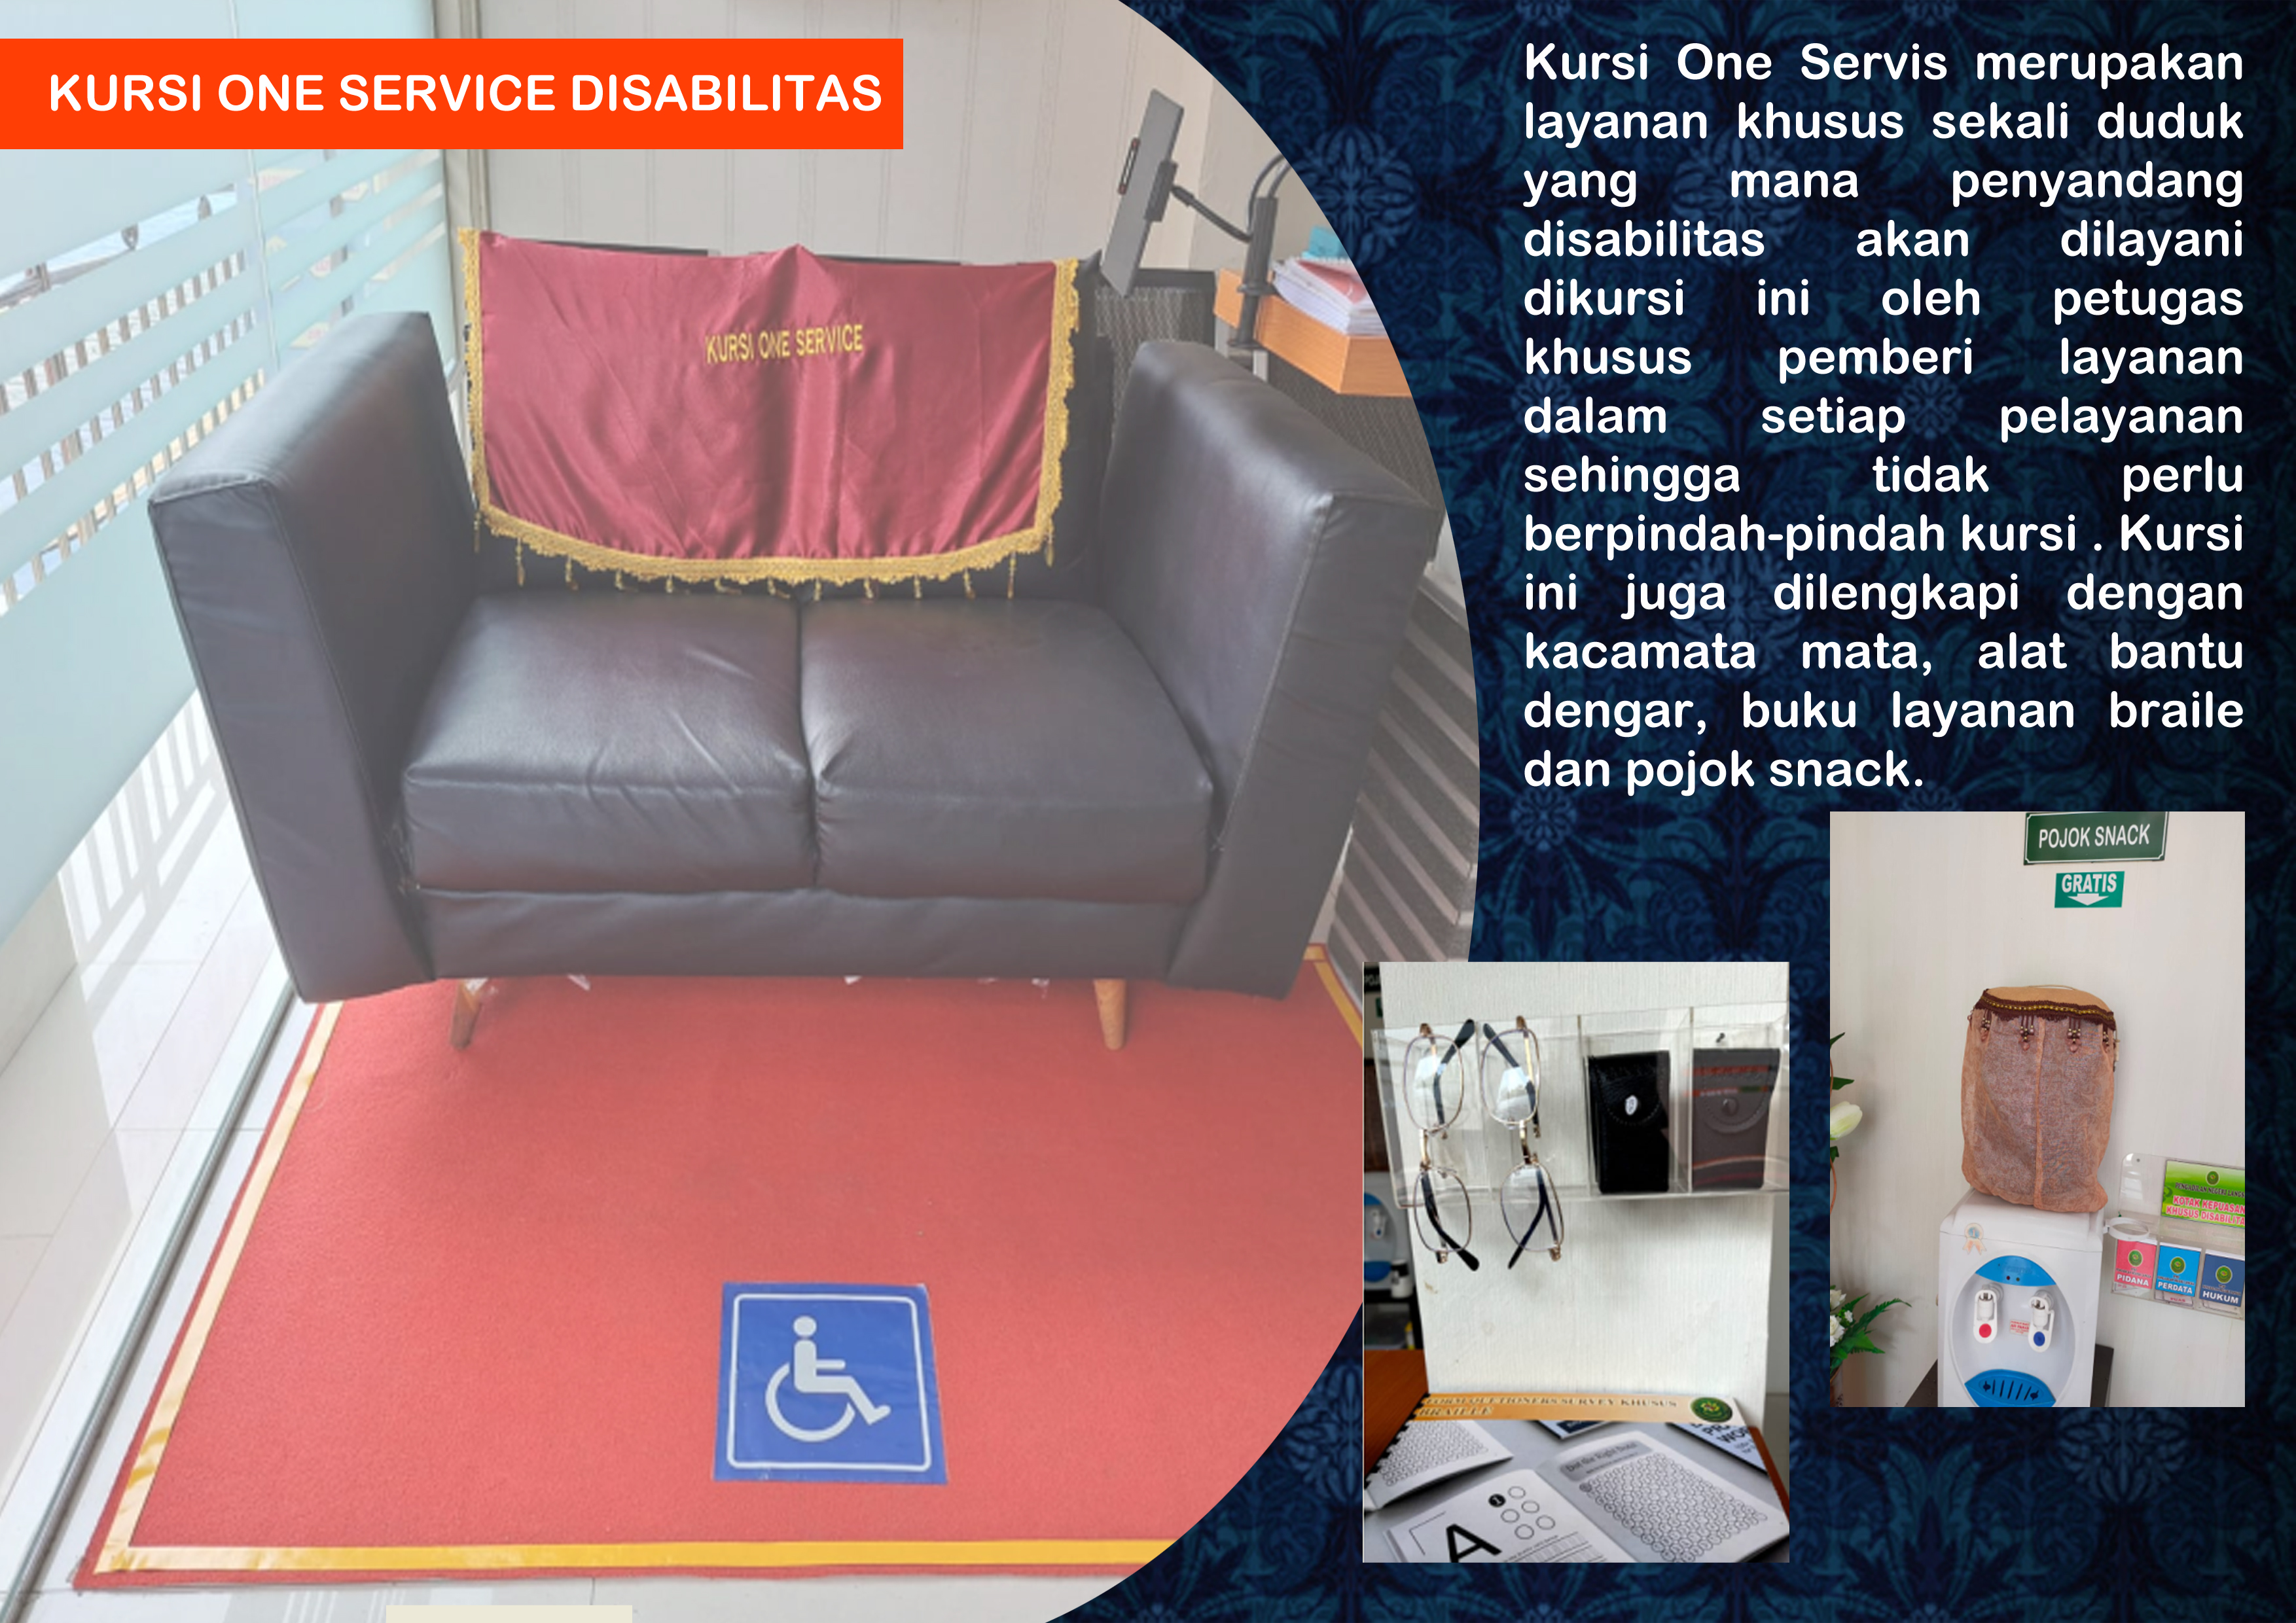 KURSI ONE SERVICE DISABILITAS
Kursi One Servis merupakan
layanan khusus sekali duduk
yang mana penyandang
disabilitas akan dilayani
dikursi ini oleh petugas
khusus pemberi layanan
dalam setiap pelayanan
sehingga tidak perlu
berpindah-pindah kursi . Kursi
ini juga dilengkapi dengan
kacamata mata, alat bantu
dengar, buku layanan braile
dan pojok snack.
KURSI ONE SERVICE
POJOK SNACK
GRATIS
KOTAK KEPUASAN
KHUSUS DISABILITA
PIDANA
PERDATA
HUKUM
SURVEY KHUSUS
A